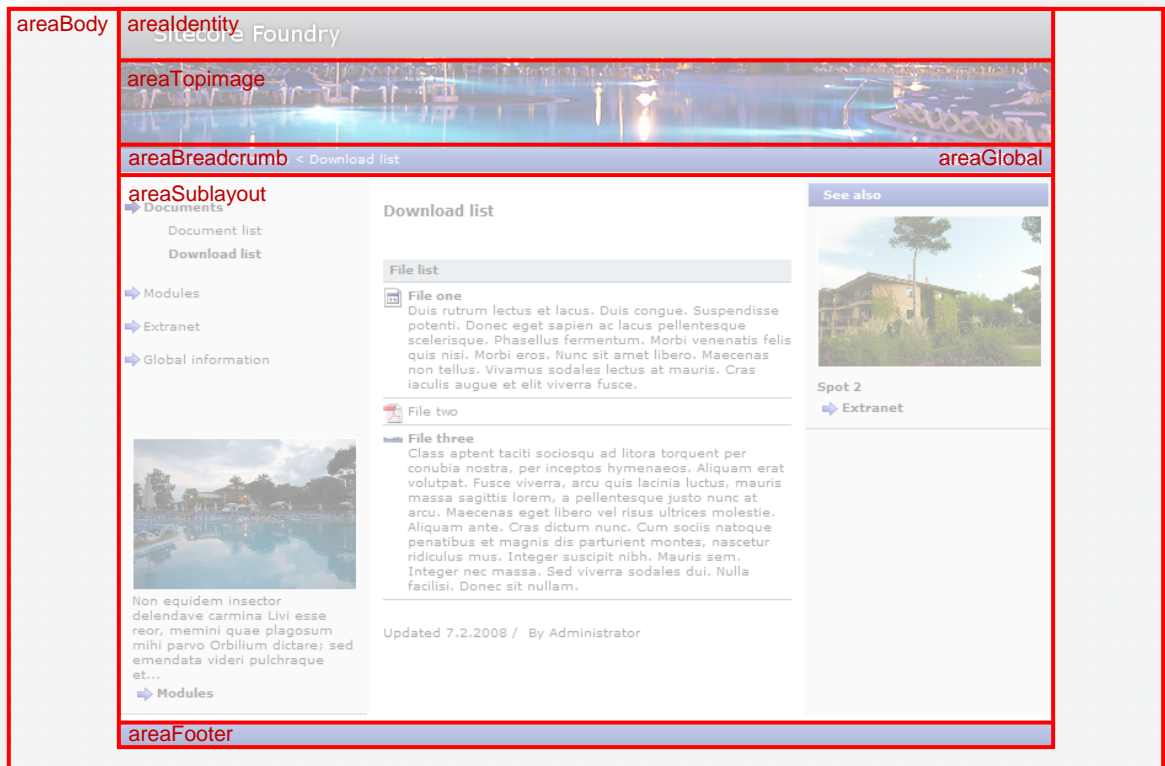 areaBody
areaIdentity
Sitecore Foundry
areaTopimage
areaBreadcrumb < Download list
areaGlobal
areaSublayout
Documents
Document list
Download list
Modules
Extranet
Global information
Non equidem insector
delendave carmina Livi esse
reor, memini quae plagosum
mihi parvo Orbilium dictare; sed
emendata videri pulchraque
et...
Modules
Download list
File list
File one
Duis rutrum lectus et lacus. Duis congue. Suspendisse
potenti. Donec eget sapien ac lacus pellentesque
scelerisque. Phasellus fermentum. Morbi venenatis felis
quis nisi. Morbi eros. Nunc sit amet libero. Maecenas
non tellus. Vivamus sodales lectus at mauris. Cras
iaculis augue et elit viverra fusce.
File two
File three
Class aptent taciti sociosqu ad litora torquent per
conubia nostra, per inceptos hymenaeos. Aliquam erat
volutpat. Fusce viverra, arcu quis lacinia luctus, mauris
massa sagittis lorem, a pellentesque justo nunc at
arcu. Maecenas eget libero vel risus ultrices molestie.
Aliquam ante. Cras dictum nunc. Cum sociis natoque
penatibus et magnis dis parturient montes, nascetur
ridiculus mus. Integer suscipit nibh. Mauris sem.
Integer nec massa. Sed viverra sodales dui. Nulla
facilisi. Donec sit nullam.
Updated 7.2.2008 / By Administrator
See also
Spot 2
Extranet
areaFooter